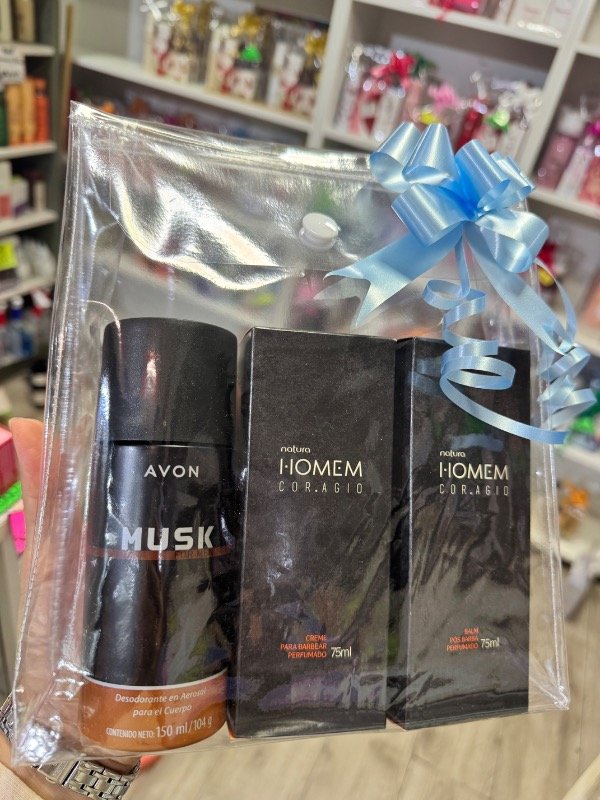 AVON
MUSK
Desodorante en Aerosol
para el Cuerpo
CONTENIDO NETO: 150 ml/104 g
natura
HOMEM
COR.AGIO
CREME
PARA BARBEAR
PERFUMADO 75ml
natura
HOMEM
COR.AGIO
BALM
PÓS BARBA
PERFUMADO 75ml